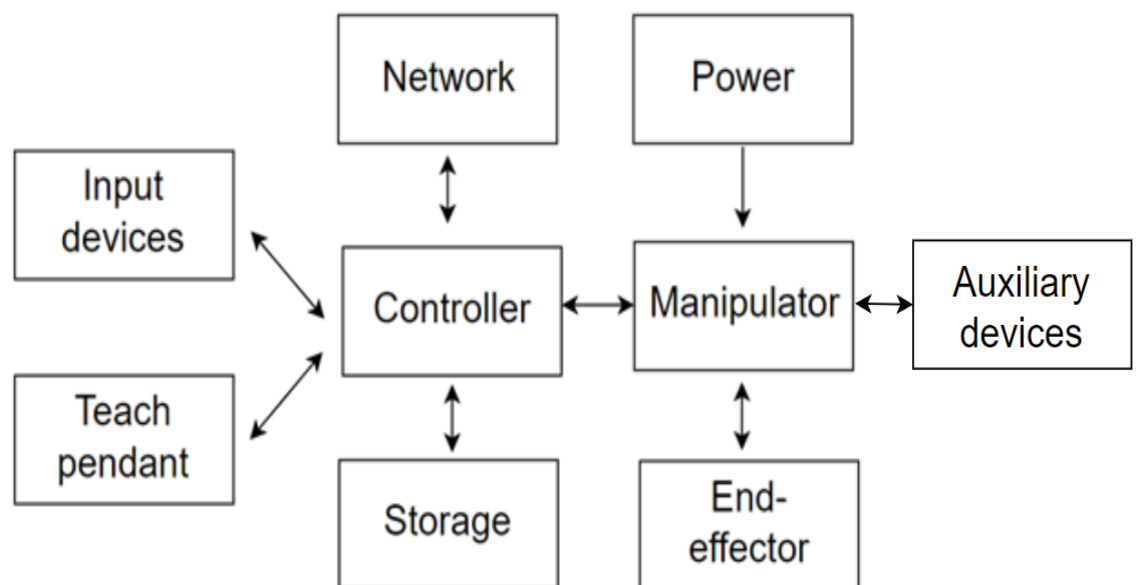 Network
Power
Input
devices
Controller
Manipulator
Auxiliary
devices
Teach
pendant
Storage
End-
effector